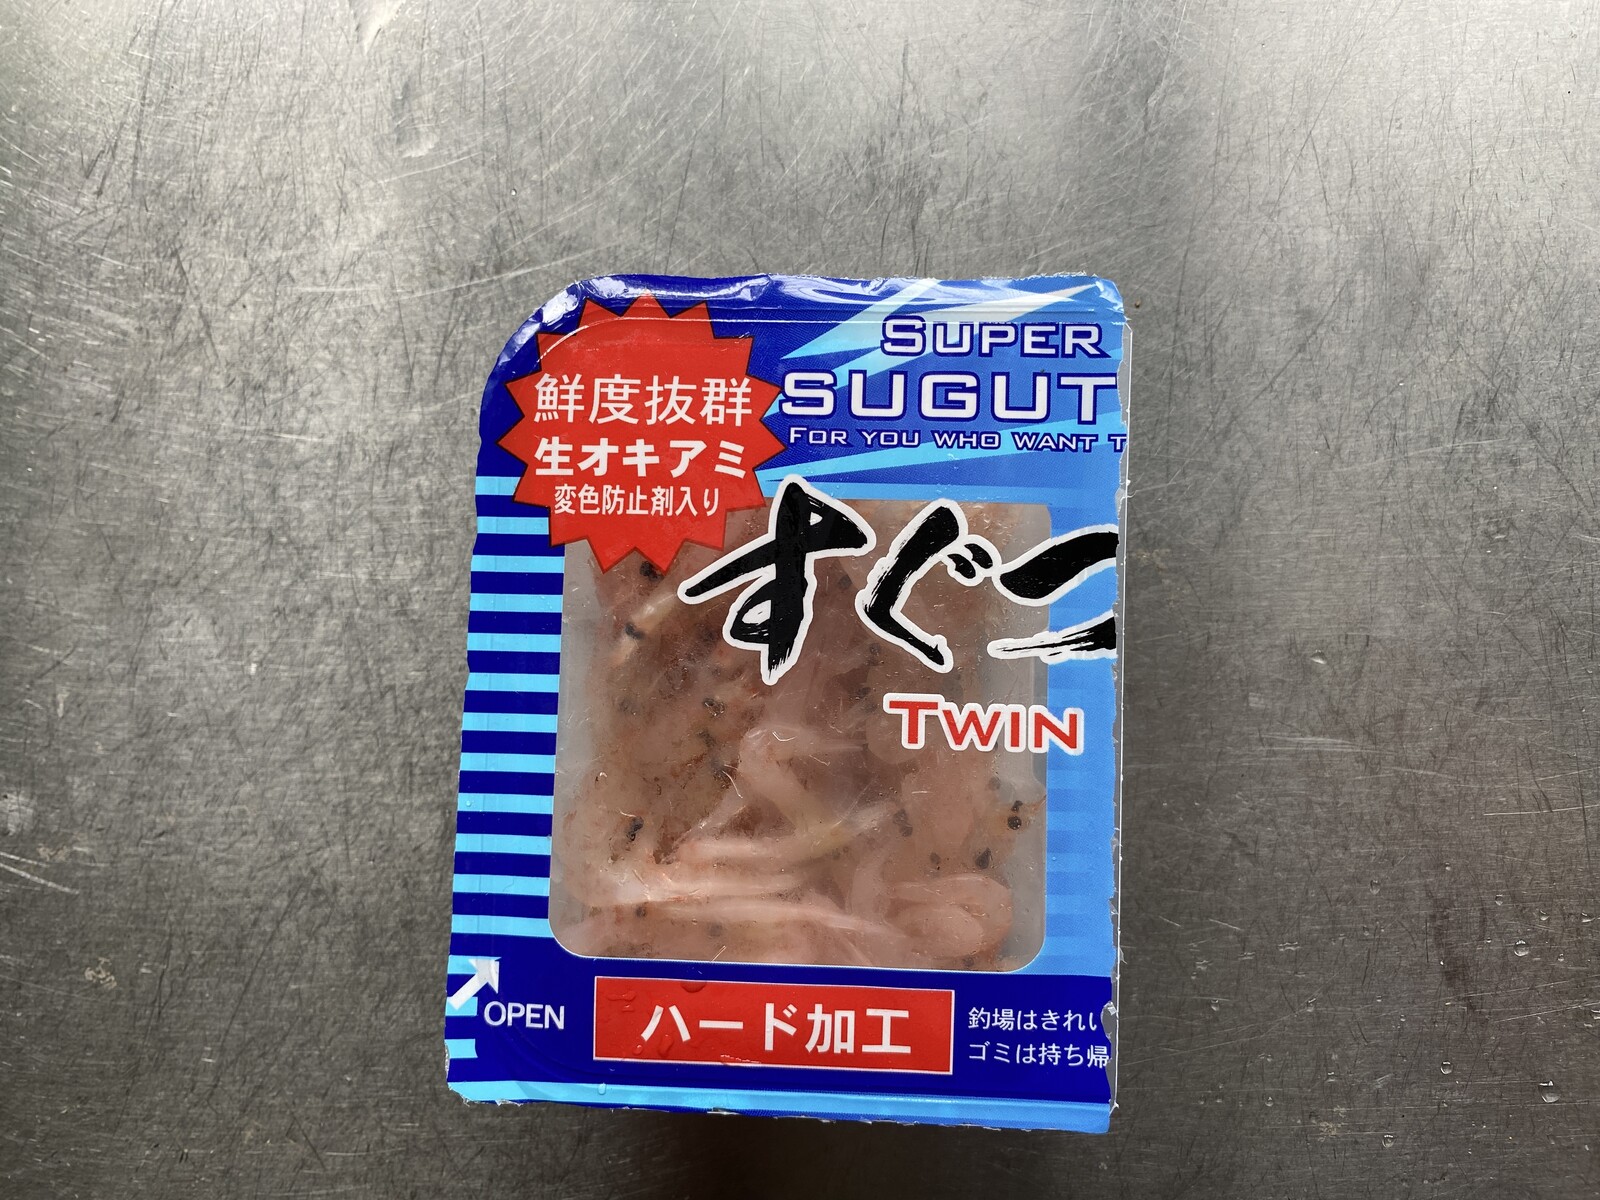 鮮度抜群
生オキアミ
変色防止剤入り
SUPER
SUGUT
FOR YOU WHO WANT T
すぐつ
TWIN
OPEN
ハード加工
釣場はきれい
ゴミは持ち帰